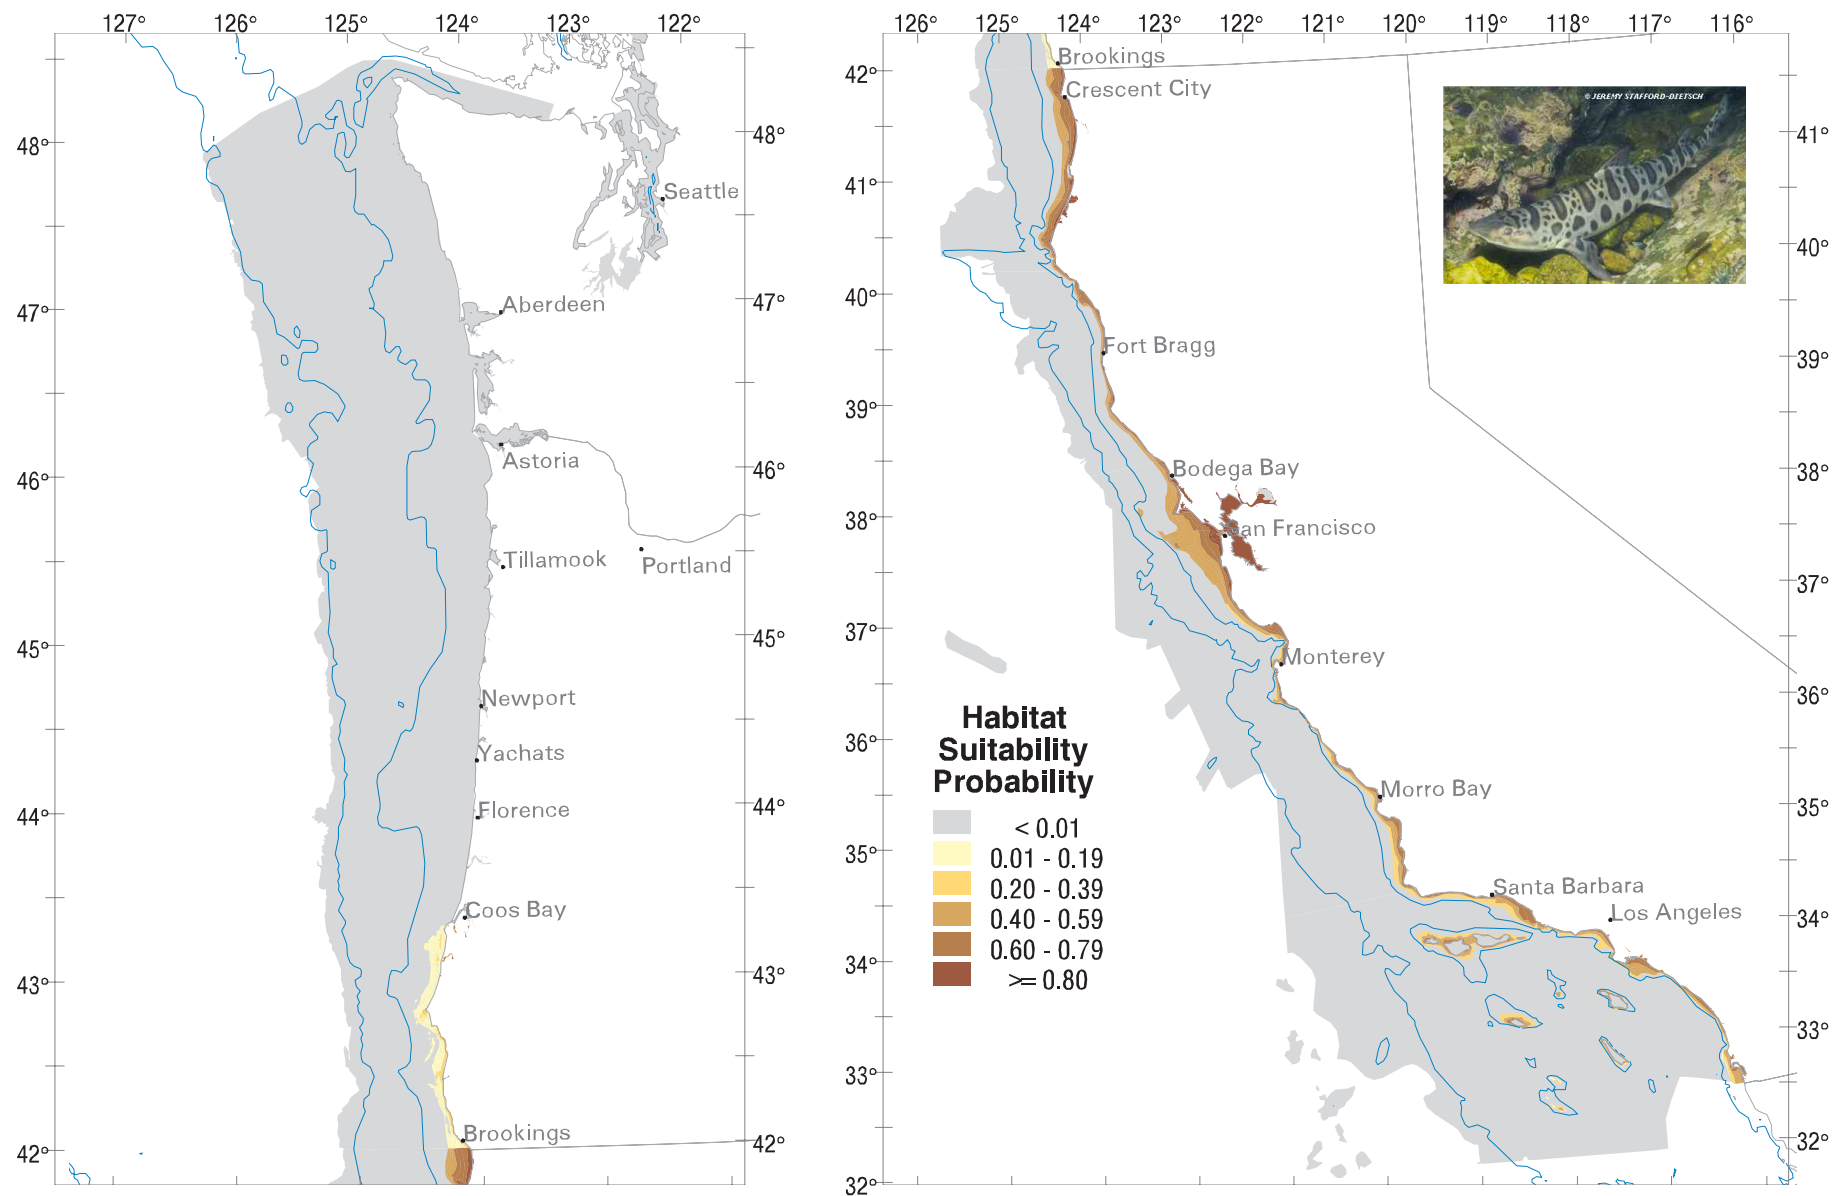 127° 126° 125° 124° 123° 122°
48°
47°
46°
45°
44°
43°
42°
48°
47°
46°
45°
44°
43°
42°
Seattle
Aberdeen
Astoria
Tillamook
Portland
Newport
Yachats
Florence
Coos Bay
Brookings
126° 125° 124° 123° 122° 121° 120° 119° 118° 117° 116°
42°
41°
40°
39°
38°
37°
36°
35°
34°
33°
32°
41°
40°
39°
38°
37°
36°
35°
34°
33°
32°
Brookings
Crescent City
© JEREMY STAFFORD-DIETSCH
Fort Bragg
Bodega Bay
San Francisco
Monterey
Morro Bay
Santa Barbara
Los Angeles
Habitat
Suitability
Probability
< 0.01
0.01 - 0.19
0.20 - 0.39
0.40 - 0.59
0.60 - 0.79
>= 0.80